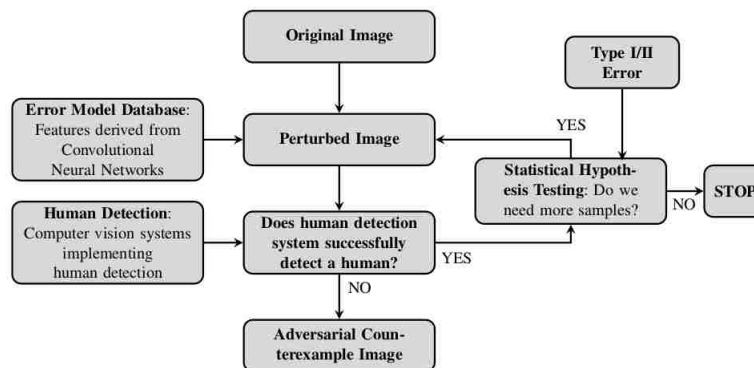 Original Image
Type I/II
Error
Error Model Database:
Features derived from
Convolutional
Neural Networks
Perturbed Image
YES
Statistical Hypoth-
esis Testing: Do we
need more samples?
NO
STOP
Human Detection:
Computer vision systems
implementing
human detection
Does human detection
system successfully
detect a human?
YES
NO
Adversarial Coun-
terexample Image